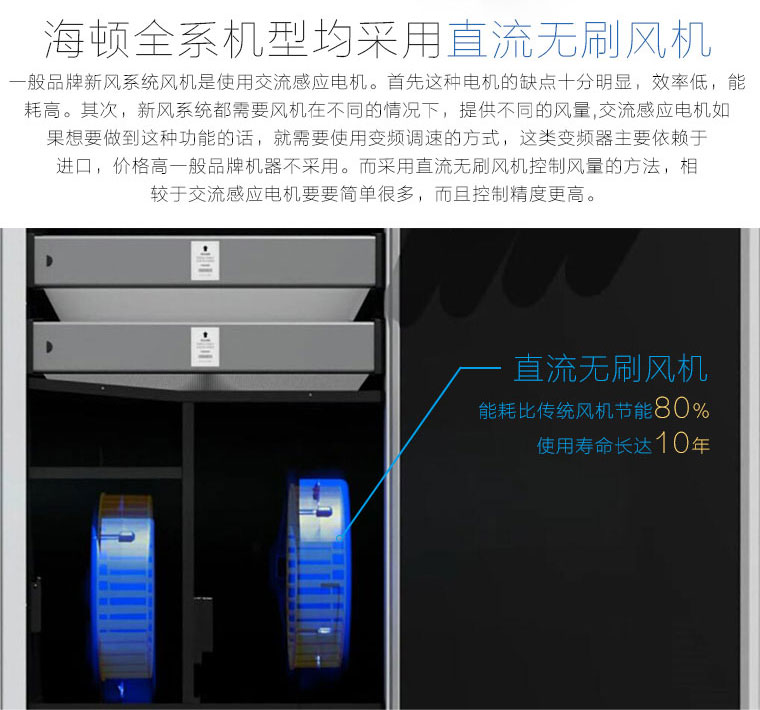 海顿全系机型均采用直流无刷风机
一般品牌新风系统风机是使用交流感应电机。首先这种电机的缺点十分明显，效率低，能
耗高。其次，新风系统都需要风机在不同的情况下，提供不同的风量,交流感应电机如
果想要做到这种功能的话，就需要使用变频调速的方式，这类变频器主要依赖于
进口，价格高一般品牌机器不采用。而采用直流无刷风机控制风量的方法，相
较于交流感应电机要要简单很多，而且控制精度更高。
直流无刷风机
能耗比传统风机节能80%
使用寿命长达10年